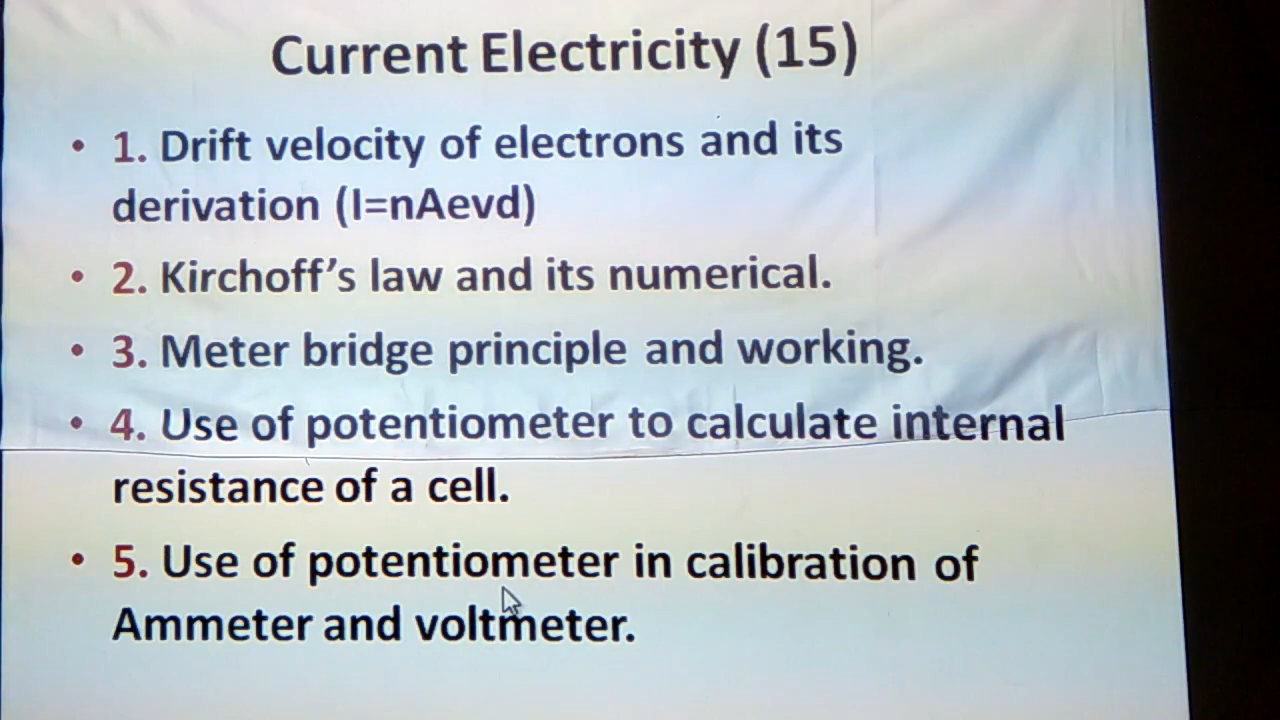 Current Electricity (15)
• 1. Drift velocity of electrons and its
derivation (I=nAevd)
• 2. Kirchoff’s law and its numerical.
• 3. Meter bridge principle and working.
• 4. Use of potentiometer to calculate internal
resistance of a cell.
• 5. Use of potentiometer in calibration of
Ammeter and voltmeter.